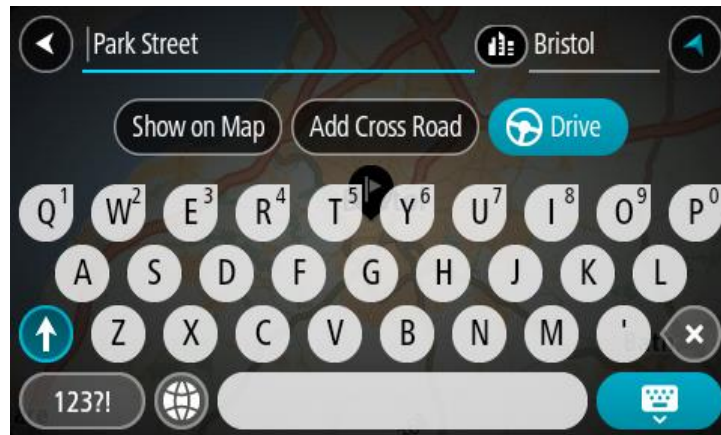 Park Street Bristol
Show on Map Add Cross Road Drive
Q1 W2 E3 R4 T5 Y6 U7 I8 O9 P0
A S D F G H J K L
Z X C V B N M '
123?!